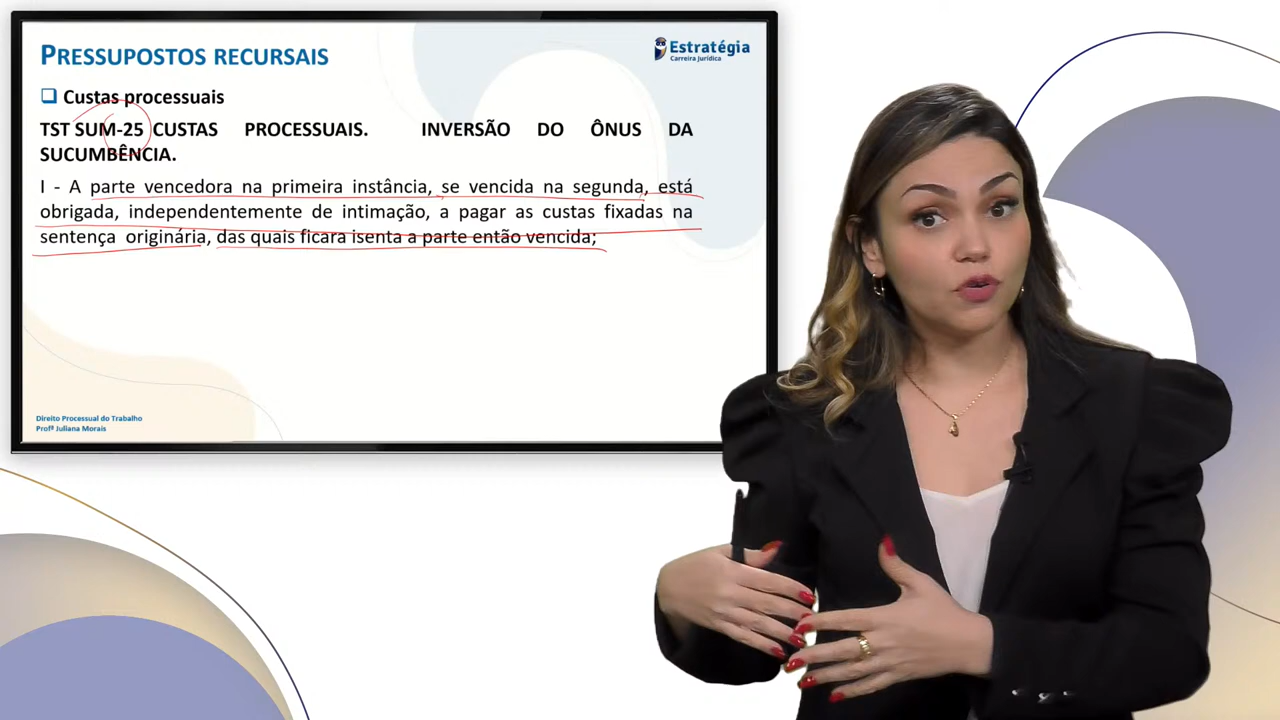 PRESSUPOSTOS RECURSAIS
Estratégia
Carreira Jurídica
Custas processuais
TST SUM-25 CUSTAS PROCESSUAIS. INVERSÃO DO ÔNUS DA
SUCUMBÊNCIA.
I - A parte vencedora na primeira instância, se vencida na segunda, está
obrigada, independentemente de intimação, a pagar as custas fixadas na
sentença originária, das quais ficara isenta a parte então vencida;
Direito Processual do Trabalho
Profª Juliana Morais